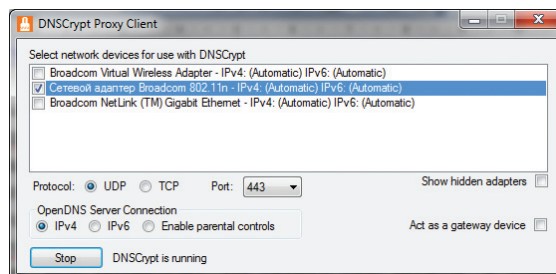 DNSCrypt Proxy Client
Select network devices for use with DNSCrypt
Broadcom Virtual Wireless Adapter - IPv4: (Automatic) IPv6: (Automatic)
Сетевой адаптер Broadcom 802.11n - IPv4: (Automatic) IPv6: (Automatic)
Broadcom NetLink (TM) Gigabit Ethernet - IPv4: (Automatic) IPv6: (Automatic)
Protocol: UDP TCP Port: 443 Show hidden adapters
OpenDNS Server Connection
IPv4 IPv6 Enable parental controls Act as a gateway device
Stop DNSCrypt is running